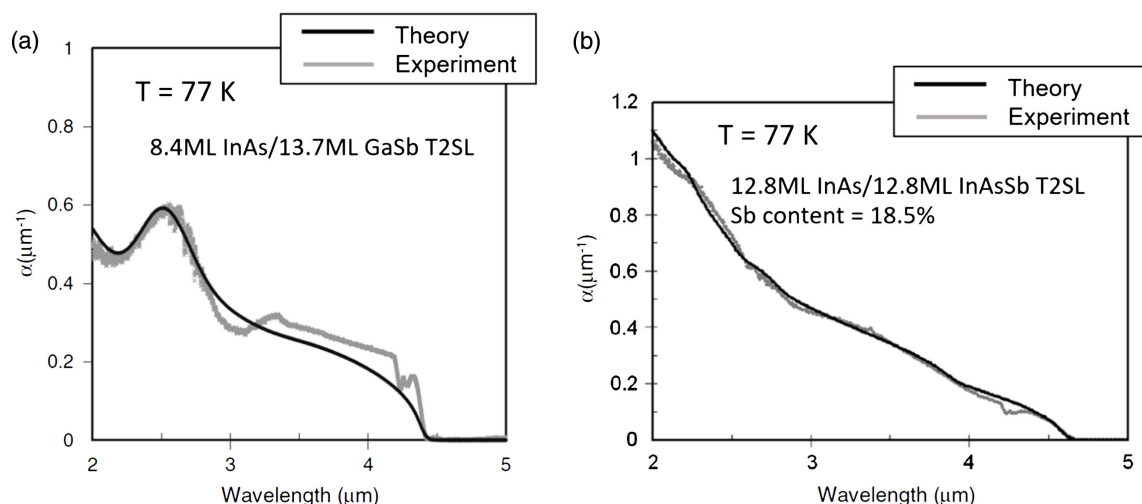 (a)
Theory
Experiment
T = 77 K
8.4ML InAs/13.7ML GaSb T2SL
α(μm⁻¹)
1
0.8
0.6
0.4
0.2
0
2
3
4
5
Wavelength (μm)
(b)
Theory
Experiment
T = 77 K
12.8ML InAs/12.8ML InAsSb T2SL
Sb content = 18.5%
α(μm⁻¹)
1.2
1
0.8
0.6
0.4
0.2
0
2
3
4
5
Wavelength (μm)